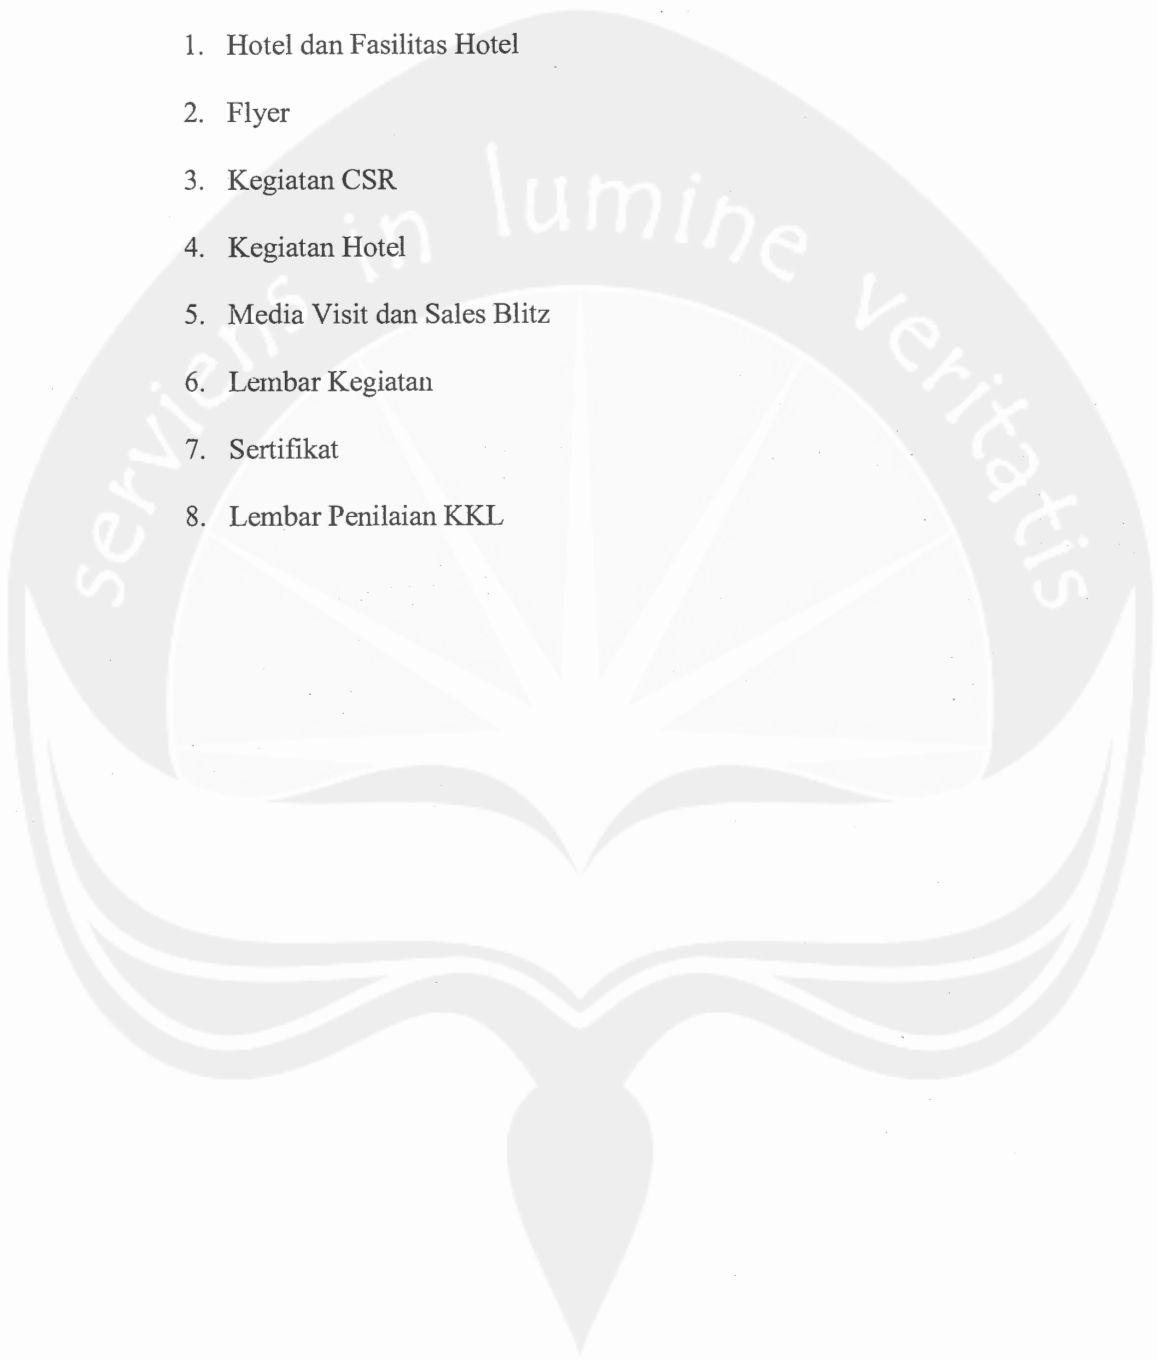 1. Hotel dan Fasilitas Hotel
2. Flyer
3. Kegiatan CSR
4. Kegiatan Hotel
5. Media Visit dan Sales Blitz
6. Lembar Kegiatan
7. Sertifikat
8. Lembar Penilaian KKL
serviens in lumine veritatis